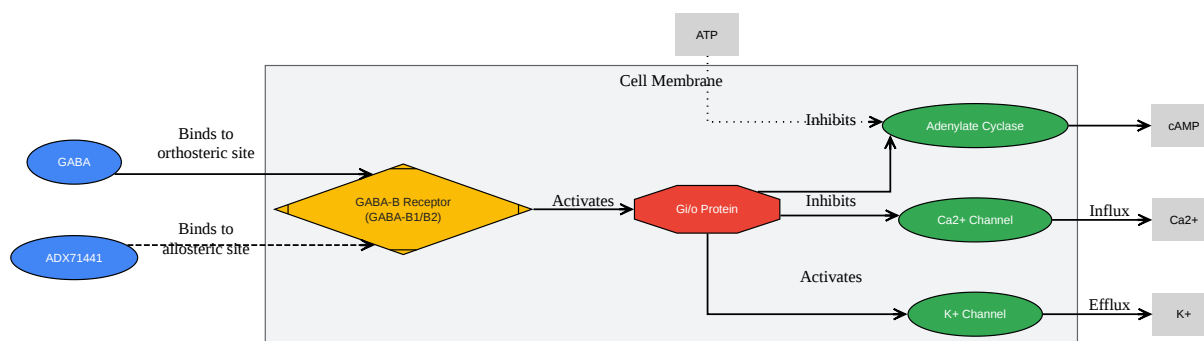 ATP
Cell Membrane
Inhibits
Adenylate Cyclase
cAMP
Binds to
orthosteric site
GABA
GABA-B Receptor
(GABA-B1/B2)
Activates
Gi/o Protein
Inhibits
Ca2+ Channel
Influx
Ca2+
Binds to
allosteric site
ADX71441
Activates
K+ Channel
Efflux
K+